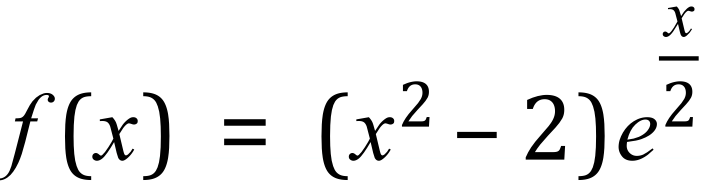 f(x) = (x² − 2)e^{x/2}